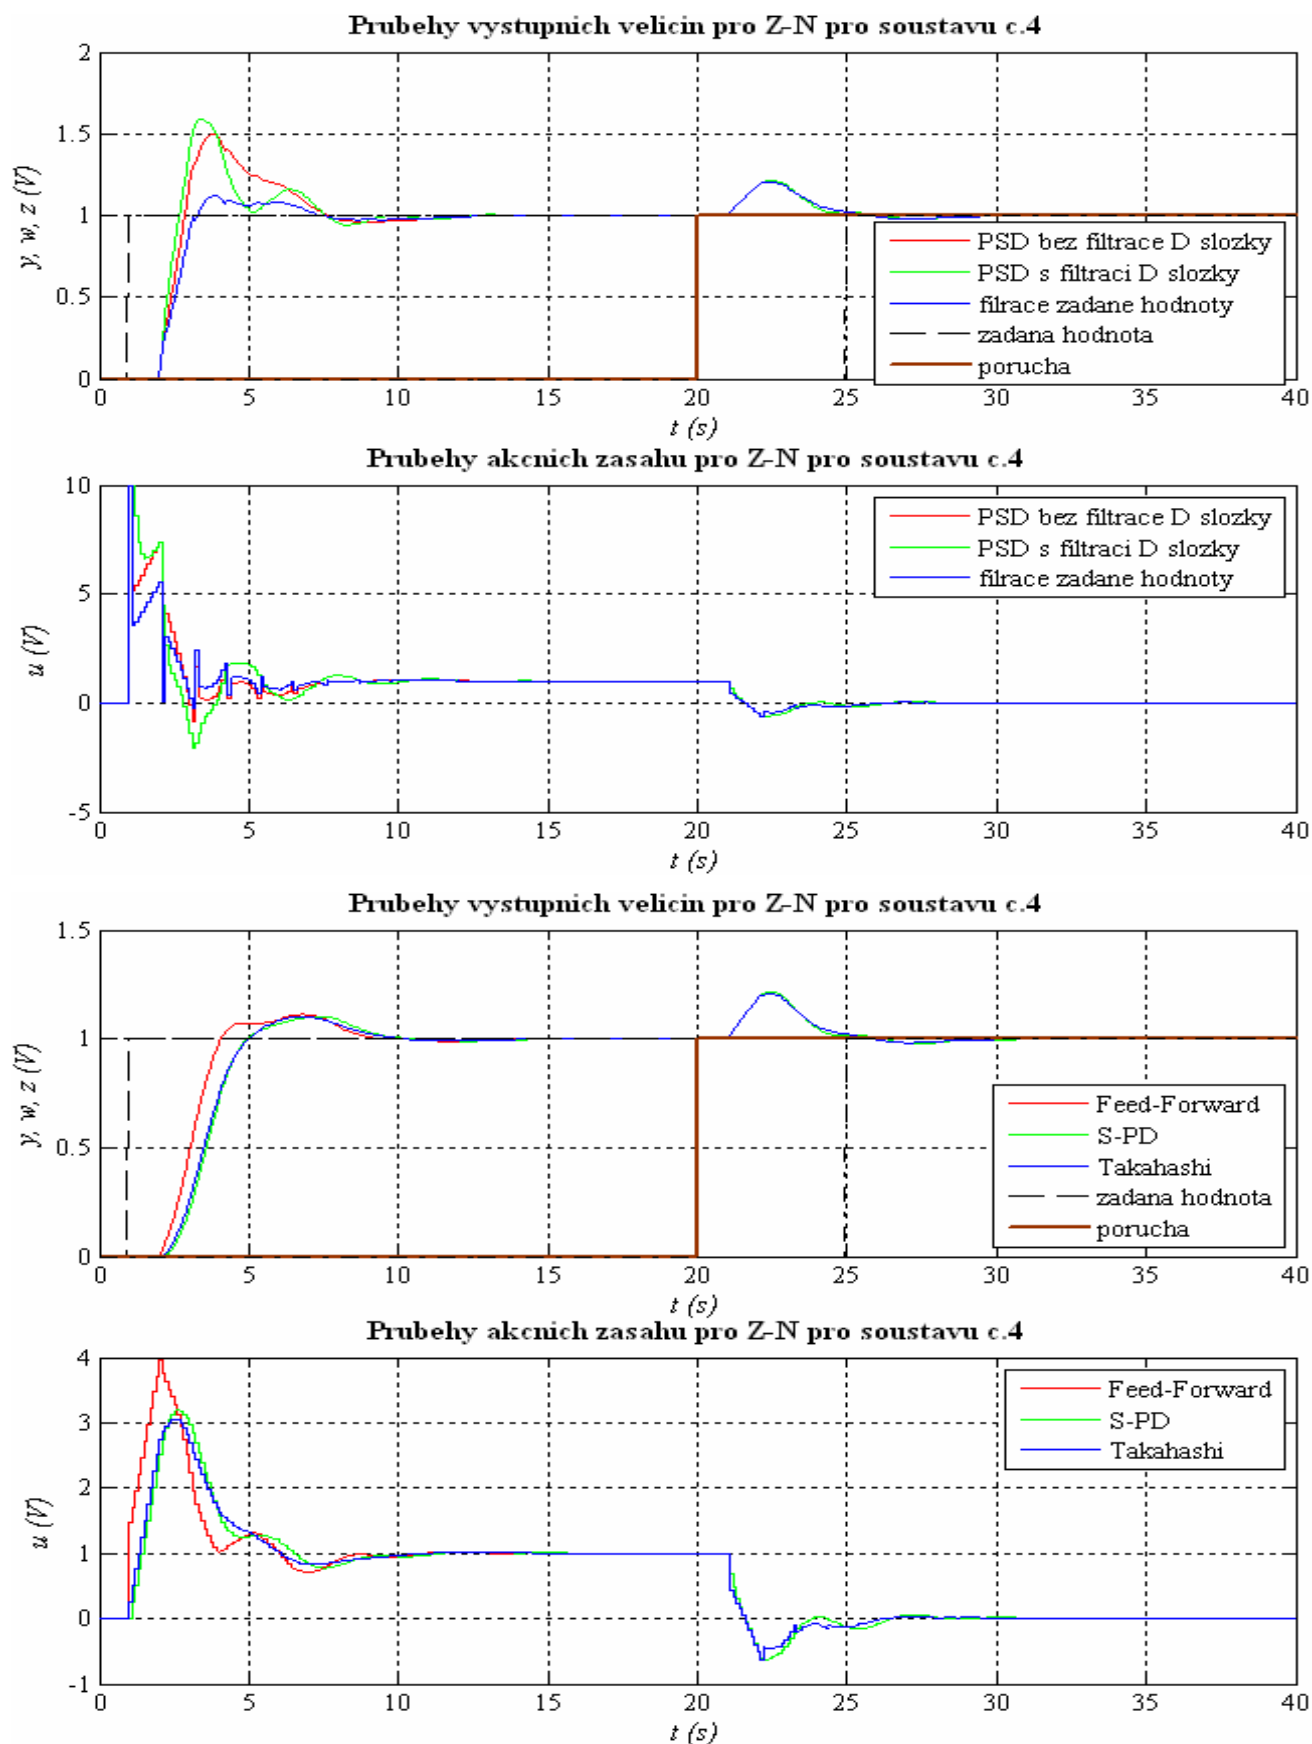 Prubehy vystupnich velicin pro Z-N pro soustavu c.4
2
1.5
1
0.5
0
y, w, z (V)
PSD bez filtrace D slozky
PSD s filtraci D slozky
filrace zadane hodnoty
zadana hodnota
porucha
0 5 10 15 20 25 30 35 40
t (s)
Prubehy akcnich zasahu pro Z-N pro soustavu c.4
10
5
0
-5
u (V)
PSD bez filtrace D slozky
PSD s filtraci D slozky
filrace zadane hodnoty
0 5 10 15 20 25 30 35 40
t (s)
Prubehy vystupnich velicin pro Z-N pro soustavu c.4
1.5
1
0.5
0
y, w, z (V)
Feed-Forward
S-PD
Takahashi
zadana hodnota
porucha
0 5 10 15 20 25 30 35 40
t (s)
Prubehy akcnich zasahu pro Z-N pro soustavu c.4
4
3
2
1
0
-1
u (V)
Feed-Forward
S-PD
Takahashi
0 5 10 15 20 25 30 35 40
t (s)